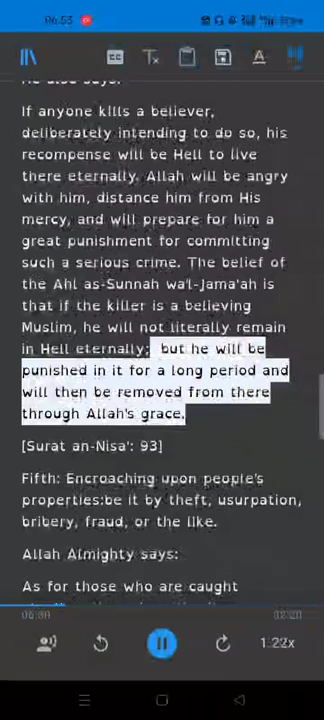 06:53
He also says:
If anyone kills a believer,
deliberately intending to do so, his
recompense will be Hell to live
there eternally. Allah will be angry
with him, distance him from His
mercy, and will prepare for him a
great punishment for committing
such a serious crime. The belief of
the Ahl as-Sunnah wa'l-Jama'ah is
that if the killer is a believing
Muslim, he will not literally remain
in Hell eternally; but he will be
punished in it for a long period and
will then be removed from there
through Allah's grace.
[Surat an-Nisa': 93]
Fifth: Encroaching upon people's
properties:be it by theft, usurpation,
bribery, fraud, or the like.
Allah Almighty says:
As for those who are caught
1.22x